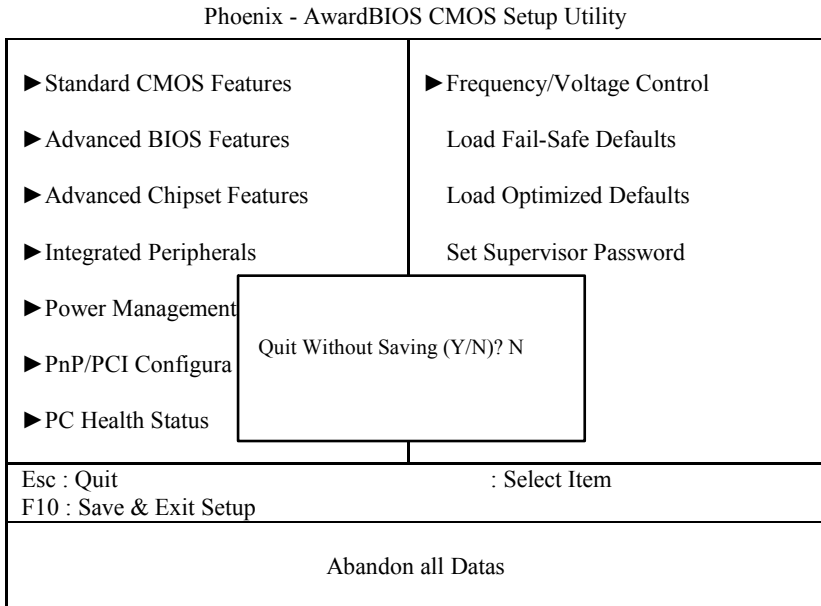 Phoenix - AwardBIOS CMOS Setup Utility
►Standard CMOS Features
►Advanced BIOS Features
►Advanced Chipset Features
►Integrated Peripherals
►Power Management
►PnP/PCI Configura
►PC Health Status
►Frequency/Voltage Control
Load Fail-Safe Defaults
Load Optimized Defaults
Set Supervisor Password
Quit Without Saving (Y/N)? N
Esc : Quit : Select Item
F10 : Save & Exit Setup
Abandon all Datas